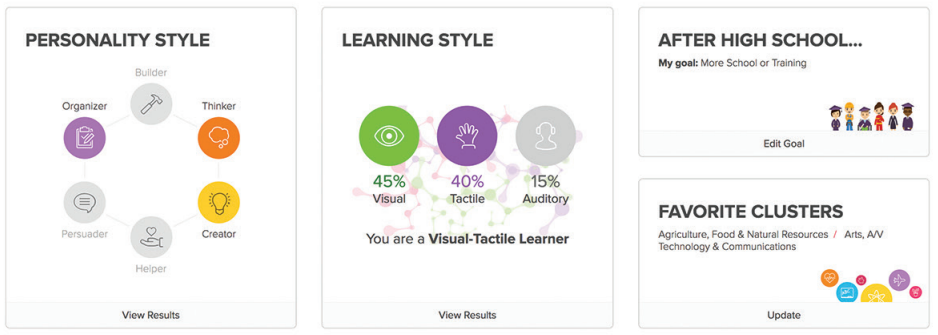 PERSONALITY STYLE
Builder
Organizer
Thinker
Persuader
Creator
Helper
View Results
LEARNING STYLE
45%
40%
15%
Visual
Tactile
Auditory
You are a Visual-Tactile Learner
View Results
AFTER HIGH SCHOOL...
My goal: More School or Training
Edit Goal
FAVORITE CLUSTERS
Agriculture, Food & Natural Resources / Arts, A/V
Technology & Communications
Update